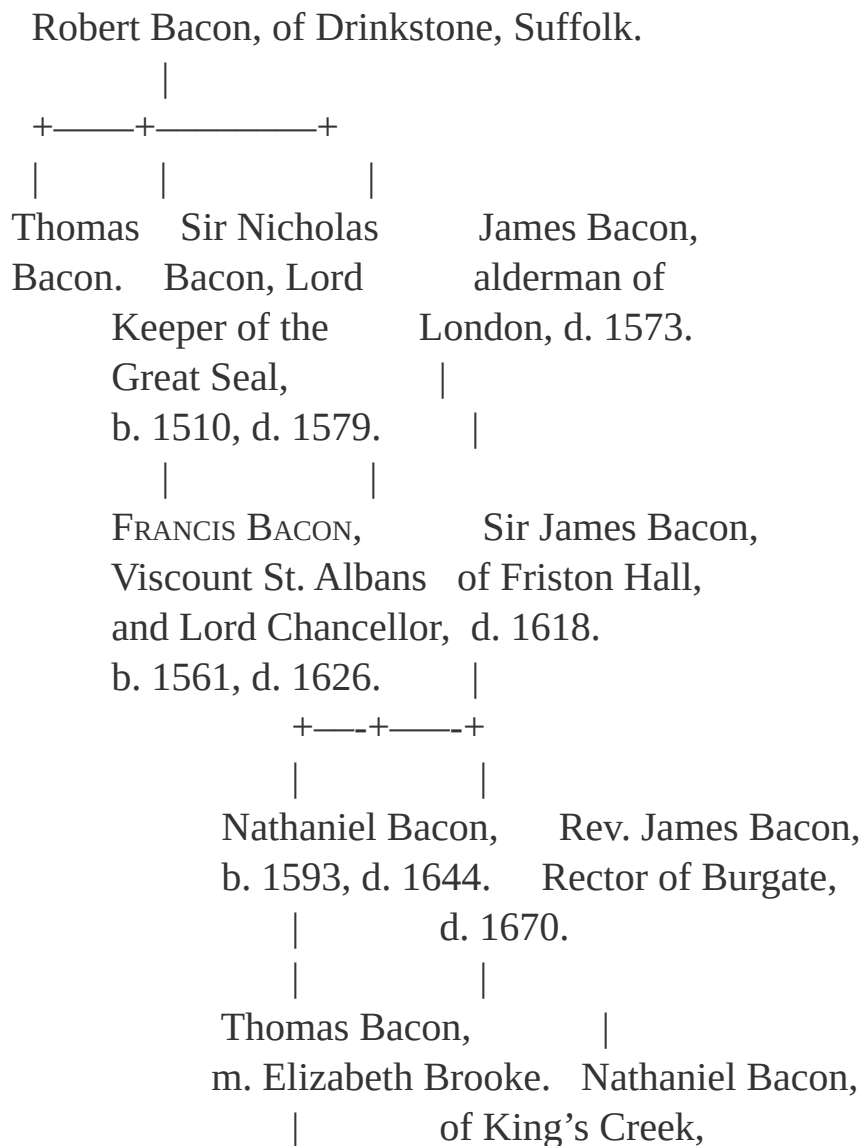 Robert Bacon, of Drinkstone, Suffolk.
|
+——–+————–+
| | |
Thomas Sir Nicholas James Bacon,
Bacon. Bacon, Lord alderman of
Keeper of the London, d. 1573.
Great Seal, |
b. 1510, d. 1579. |
| |
Francis Bacon, Sir James Bacon,
Viscount St. Albans of Friston Hall,
and Lord Chancellor, d. 1618.
b. 1561, d. 1626. |
+—-+——-+
| |
Nathaniel Bacon, Rev. James Bacon,
b. 1593, d. 1644. Rector of Burgate,
| d. 1670.
| |
Thomas Bacon, |
m. Elizabeth Brooke. Nathaniel Bacon,
| of King’s Creek,